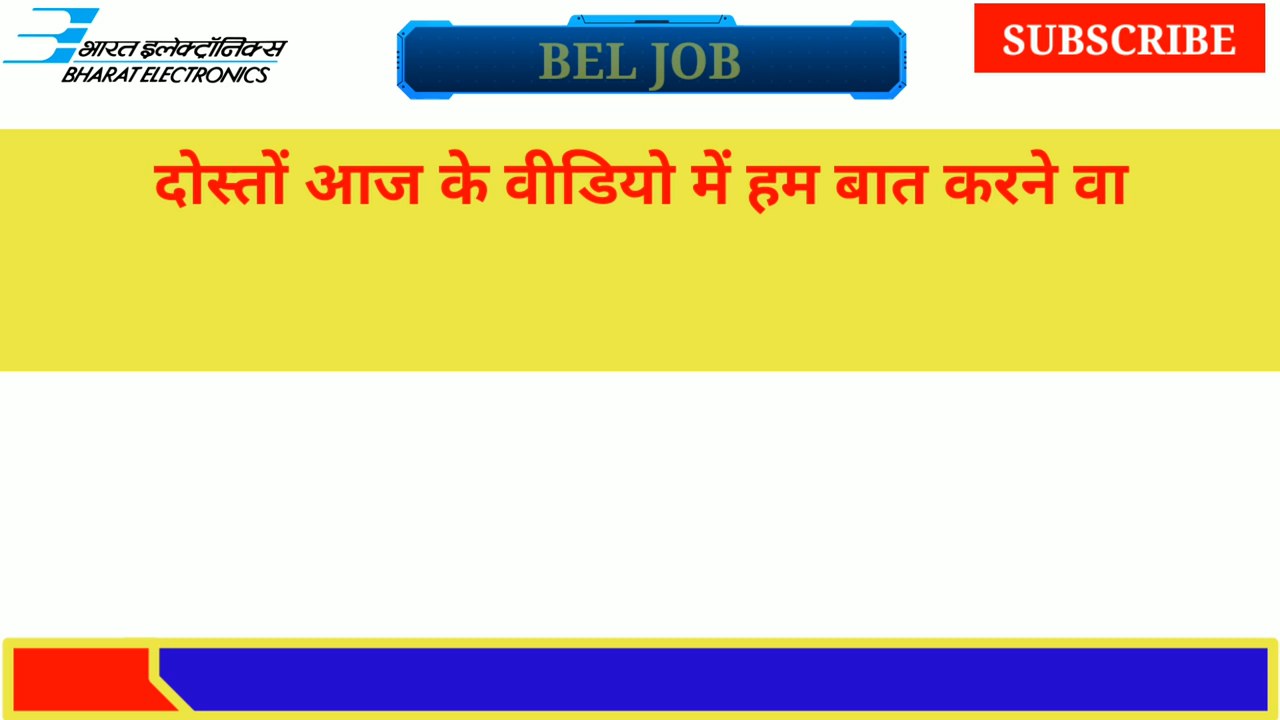 भारत इलेक्ट्रॉनिक्स
BHARAT ELECTRONICS
BEL JOB
SUBSCRIBE
दोस्तों आज के वीडियो में हम बात करने वा